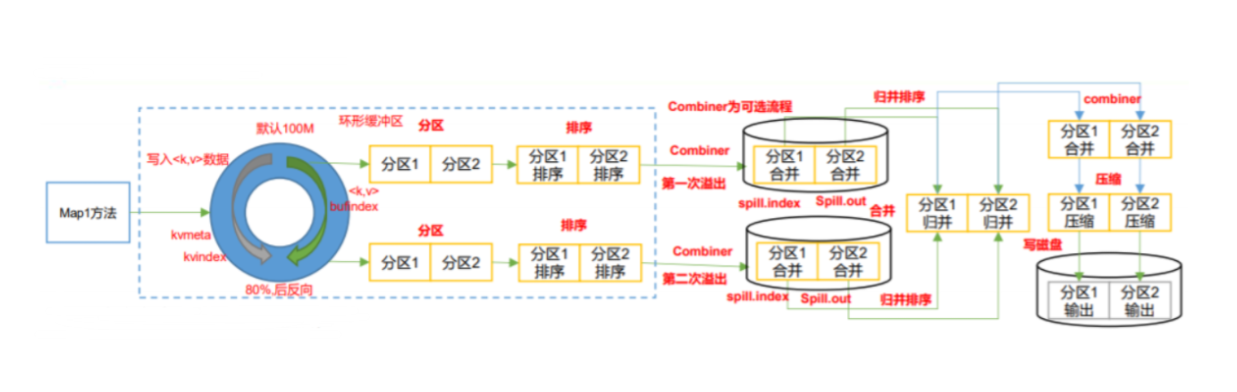 Map1方法
默认100M
环形缓冲区
写入<k,v>数据
<k,v>
bufindex
kvmeta
kvindex
80%,后反向
分区
分区1 分区2
排序
分区1 分区2
排序 排序
分区
分区1 分区2
排序
分区1 分区2
排序 排序
Combiner为可选流程
Combiner
第一次溢出
分区1 分区2
合并 合并
spill.index Spill.out
Combiner
第二次溢出
分区1 分区2
合并 合并
spill.index Spill.out
归并排序
合并
分区1 分区2
归并 归并
归并排序
combiner
分区1 分区2
合并 合并
压缩
分区1 分区2
压缩 压缩
写磁盘
分区1 分区2
输出 输出